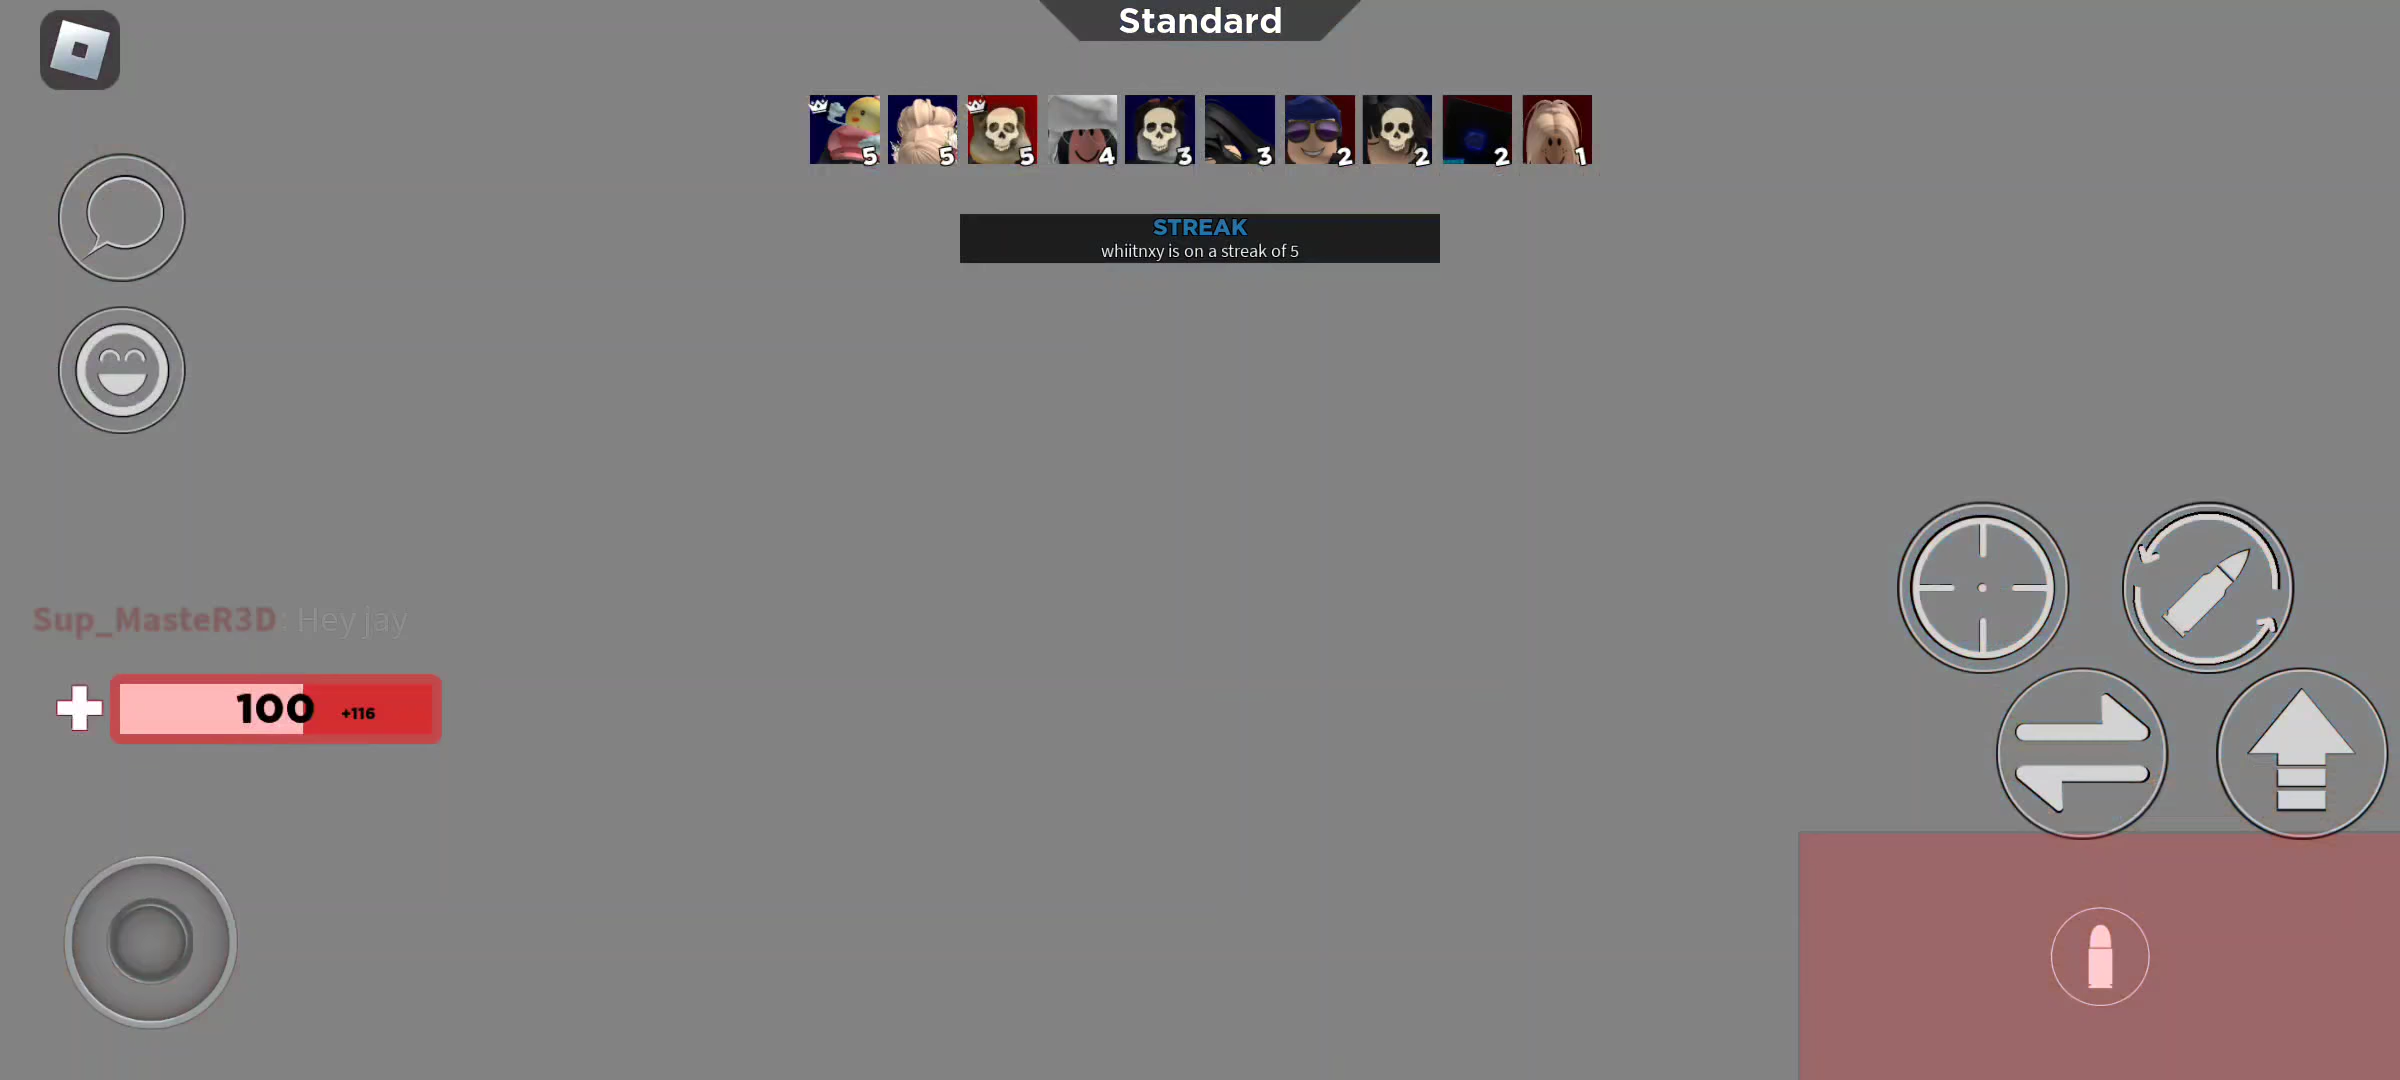 Standard
5 5 5 4 3 3 2 2 2 1
STREAK
whiitnxy is on a streak of 5
Sup_MasteR3D: Hey jay
100 +116